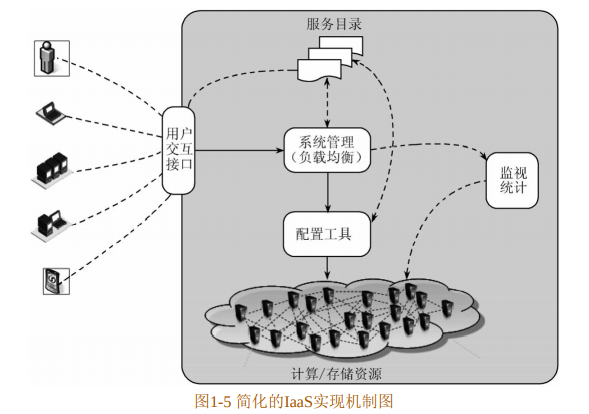 服务目录
用户
交互
接口
系统管理
（负载均衡）
监视
统计
配置工具
计算/存储资源
图1-5 简化的IaaS实现机制图